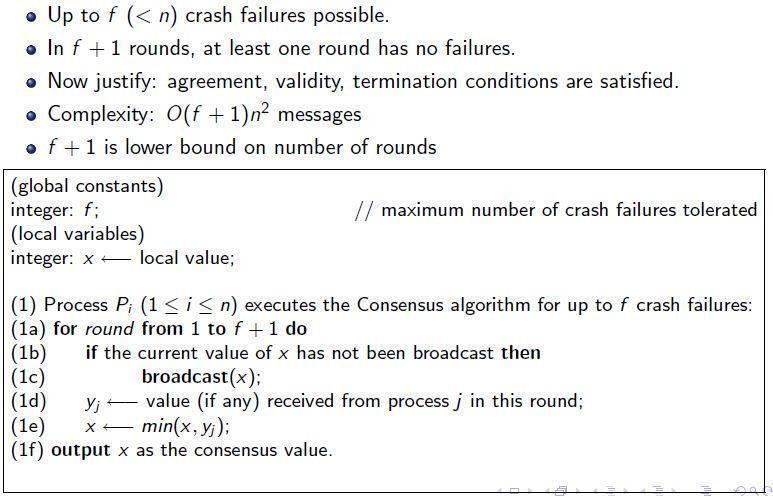 Up to f (< n) crash failures possible.
In f + 1 rounds, at least one round has no failures.
Now justify: agreement, validity, termination conditions are satisfied.
Complexity: O(f + 1)n² messages
f + 1 is lower bound on number of rounds
(global constants)
integer: f; // maximum number of crash failures tolerated
(local variables)
integer: x ⟵ local value;
(1) Process Pᵢ (1 ≤ i ≤ n) executes the Consensus algorithm for up to f crash failures:
(1a) for round from 1 to f + 1 do
(1b) if the current value of x has not been broadcast then
(1c) broadcast(x);
(1d) yⱼ ⟵ value (if any) received from process j in this round;
(1e) x ⟵ min(x, yⱼ);
(1f) output x as the consensus value.